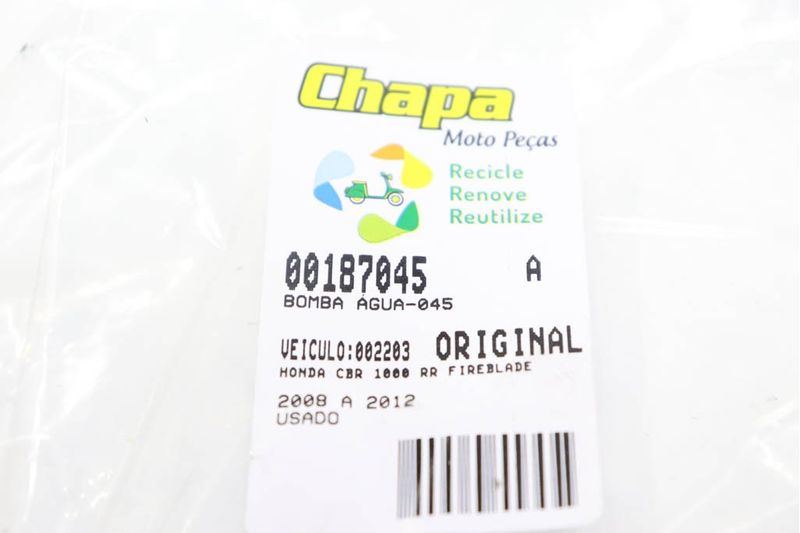 Chapa
Moto Peças
Recicle
Renove
Reutilize
00187045 A
BOMBA ÁGUA-045
VEICULO:002203 ORIGINAL
HONDA CBR 1000 RR FIREBLADE
2008 A 2012
USADO